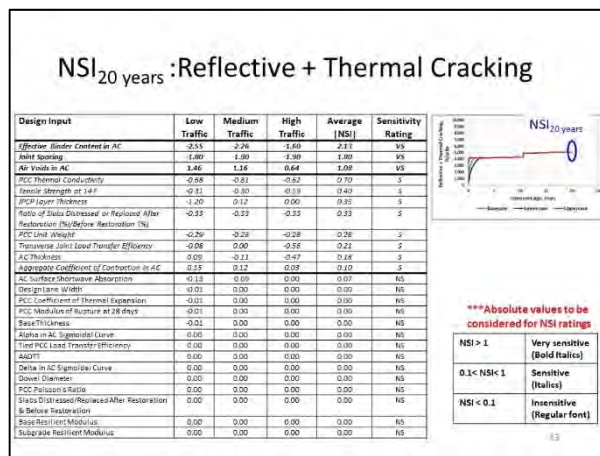 NSI20 years :Reflective + Thermal Cracking
Design Input Low Traffic Medium Traffic High Traffic Average |NSI| Sensitivity Rating
Effective Binder Content in AC -2.55 -2.26 -1.60 2.13 VS
Joint Spacing -1.80 -1.90 -1.90 1.90 VS
Air Voids in AC 1.46 1.16 0.64 1.08 VS
PCC Thermal Conductivity -0.68 -0.81 -0.62 0.70 S
Tensile Strength at 14 F -0.31 -0.30 -0.59 0.40 S
JPCP Layer Thickness -1.20 0.12 0.00 0.35 S
Ratio of Slabs Distressed or Replaced After -0.33 -0.33 -0.33 0.33 S
Restoration (%)/Before Restoration (%)
PCC Unit Weight -0.29 -0.28 -0.28 0.28 S
Transverse Joint Load Transfer Efficiency -0.08 0.00 -0.56 0.21 S
AC Thickness 0.09 -0.11 -0.47 0.16 S
Aggregate Coefficient of Contraction in AC 0.15 0.12 0.03 0.10 S
AC Surface Shortwave Absorption -0.13 -0.09 0.00 0.07 NS
Design Lane Width -0.01 0.00 0.00 0.00 NS
PCC Coefficient of Thermal Expansion -0.01 0.00 0.00 0.00 NS
PCC Modulus of Rupture at 28 days -0.01 0.00 0.00 0.00 NS
Base Thickness -0.01 0.00 0.00 0.00 NS
Alpha in AC Sigmoidal Curve 0.00 0.00 0.00 0.00 NS
Tied PCC Load Transfer Efficiency 0.00 0.00 0.00 0.00 NS
AADTT 0.00 0.00 0.00 0.00 NS
Delta in AC Sigmoidal Curve 0.00 0.00 0.00 0.00 NS
Dowel Diameter 0.00 0.00 0.00 0.00 NS
PCC Poisson's Ratio 0.00 0.00 0.00 0.00 NS
Slabs Distressed/Replaced After Restoration 0.00 0.00 0.00 0.00 NS
& Before Restoration
Base Resilient Modulus 0.00 0.00 0.00 0.00 NS
Subgrade Resilient Modulus 0.00 0.00 0.00 0.00 NS
NSI20 years
Reflective + Thermal Cracking,
***Absolute values to be
considered for NSI ratings
NSI > 1 Very sensitive
(Bold Italics)
0.1< NSI< 1 Sensitive
(Italics)
NSI < 0.1 Insensitive
(Regular font)